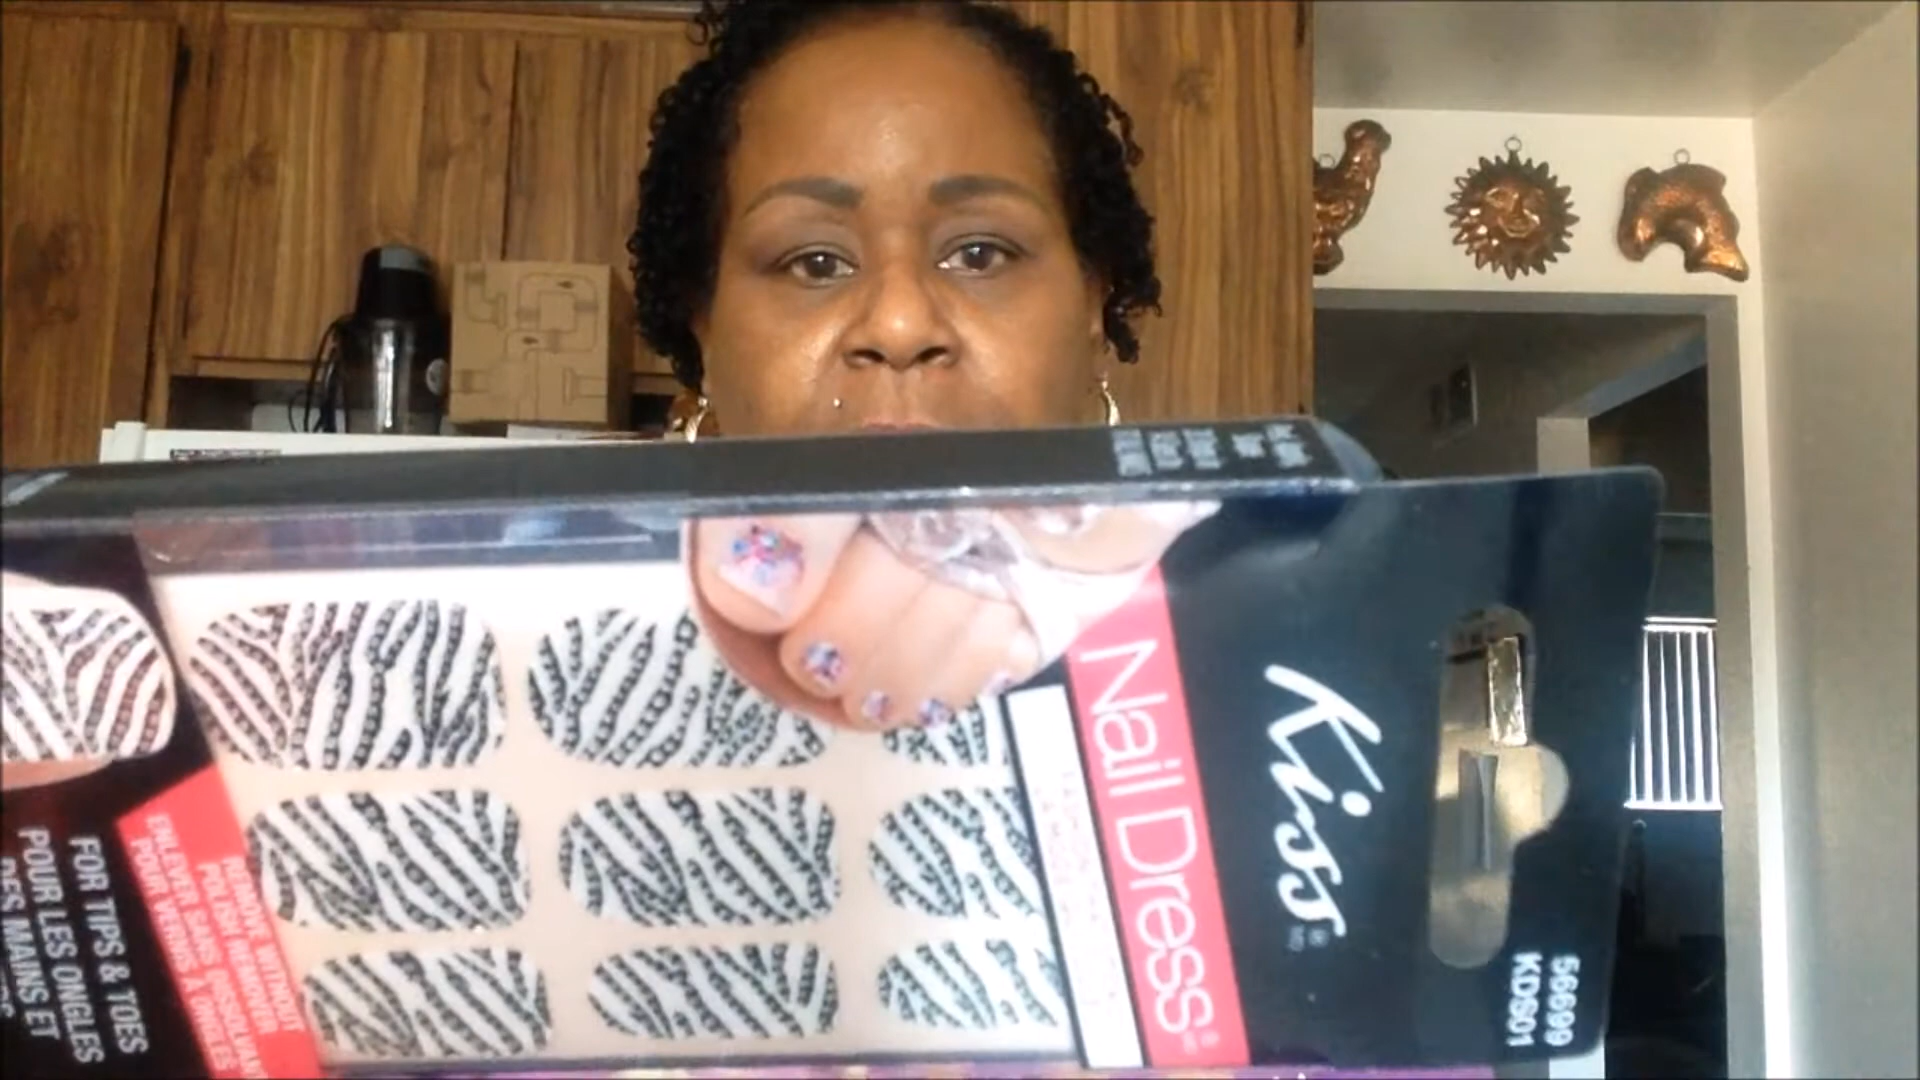 Kiss
Nail Dress
56699
KDS01
REMOVE WITHOUT
POLISH REMOVER
ENLEVER SANS DISSOLVANT
POUR VERNIS À ONGLES
FOR TIPS & TOES
POUR LES ONGLES
DES MAINS ET